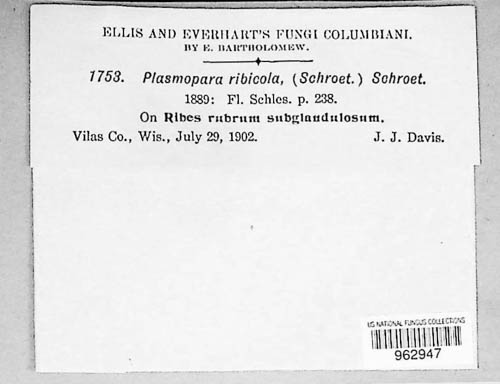 ELLIS AND EVERHART'S FUNGI COLUMBIANI.
BY E. BARTHOLOMEW.
1753. Plasmopara ribicola, (Schroet.) Schroet.
1889: Fl. Schles. p. 238.
On Ribes rubrum subglandulosum.
Vilas Co., Wis., July 29, 1902. J. J. Davis.
US NATIONAL FUNGUS COLLECTIONS
962947